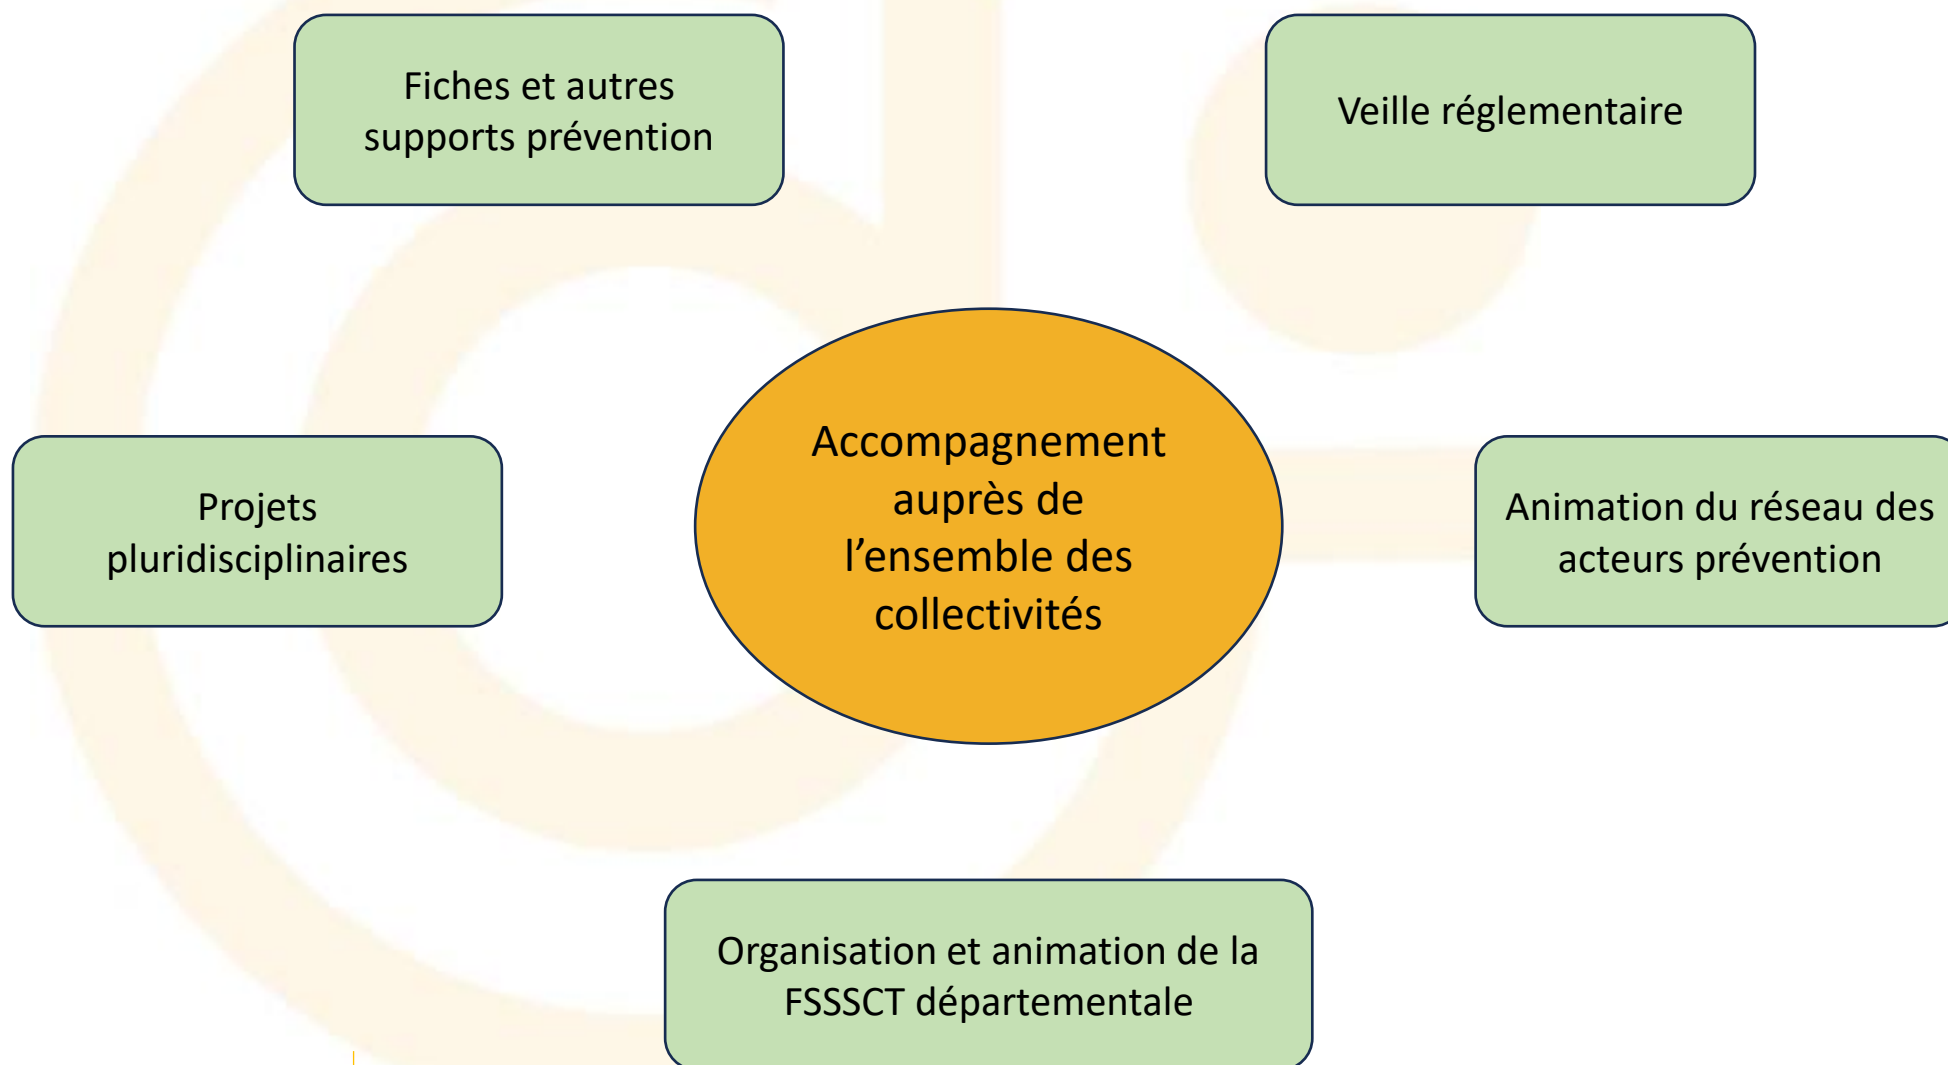 Fiches et autres
supports prévention
Veille réglementaire
Accompagnement
auprès de
l’ensemble des
collectivités
Projets
pluridisciplinaires
Animation du réseau des
acteurs prévention
Organisation et animation de la
FSSSCT départementale